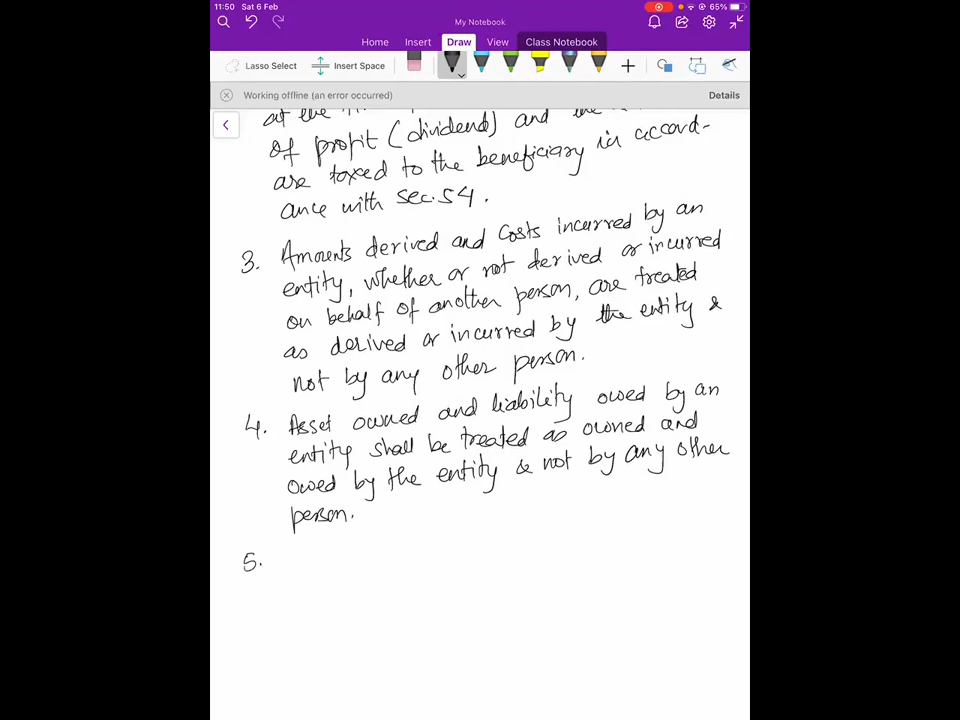 11:50 Sat 6 Feb
65%
My Notebook
Home Insert Draw View Class Notebook
Lasso Select Insert Space
Working offline (an error occurred) Details
at the
of profit (dividend) and the
are taxed to the beneficiary in accord-
ance with sec.54.
3. Amounts derived and costs incurred by an
entity, whether or not derived or incurred
on behalf of another person, are treated
as derived or incurred by the entity &
not by any other person.
4. Asset owned and liability owed by an
entity shall be treated as owned and
owed by the entity & not by any other
person.
5.